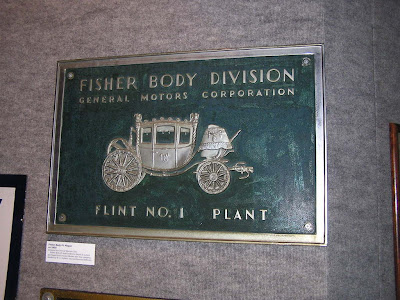 FISHER BODY DIVISION
GENERAL MOTORS CORPORATION
FLINT NO. 1 PLANT